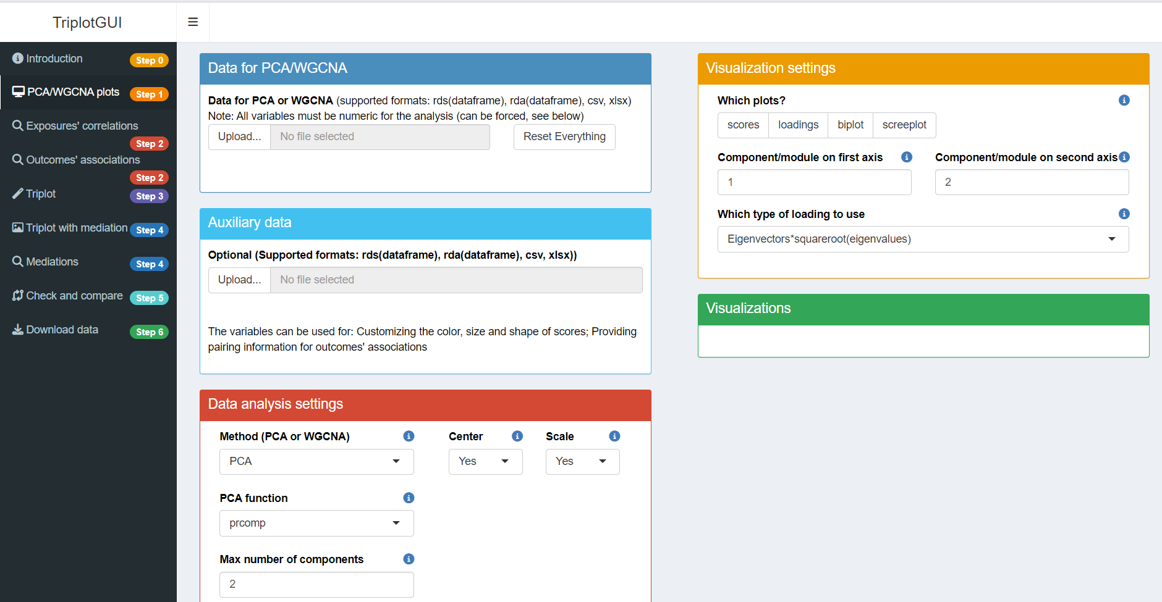 TriplotGUI
Introduction
Step 0
PCA/WGCNA plots
Step 1
Exposures' correlations
Step 2
Outcomes' associations
Step 2
Triplot
Step 3
Triplot with mediation
Step 4
Mediations
Step 4
Check and compare
Step 5
Download data
Step 6
Data for PCA/WGCNA
Data for PCA or WGCNA (supported formats: rds(dataframe), rda(dataframe), csv, xlsx)
Note: All variables must be numeric for the analysis (can be forced, see below)
Upload... No file selected
Reset Everything
Auxiliary data
Optional (Supported formats: rds(dataframe), rda(dataframe), csv, xlsx))
Upload... No file selected
The variables can be used for: Customizing the color, size and shape of scores; Providing
pairing information for outcomes' associations
Data analysis settings
Method (PCA or WGCNA)
Center
Scale
PCA
Yes
Yes
PCA function
prcomp
Max number of components
2
Visualization settings
Which plots?
scores loadings biplot screeplot
Component/module on first axis
Component/module on second axis
1
2
Which type of loading to use
Eigenvectors*squareroot(eigenvalues)
Visualizations